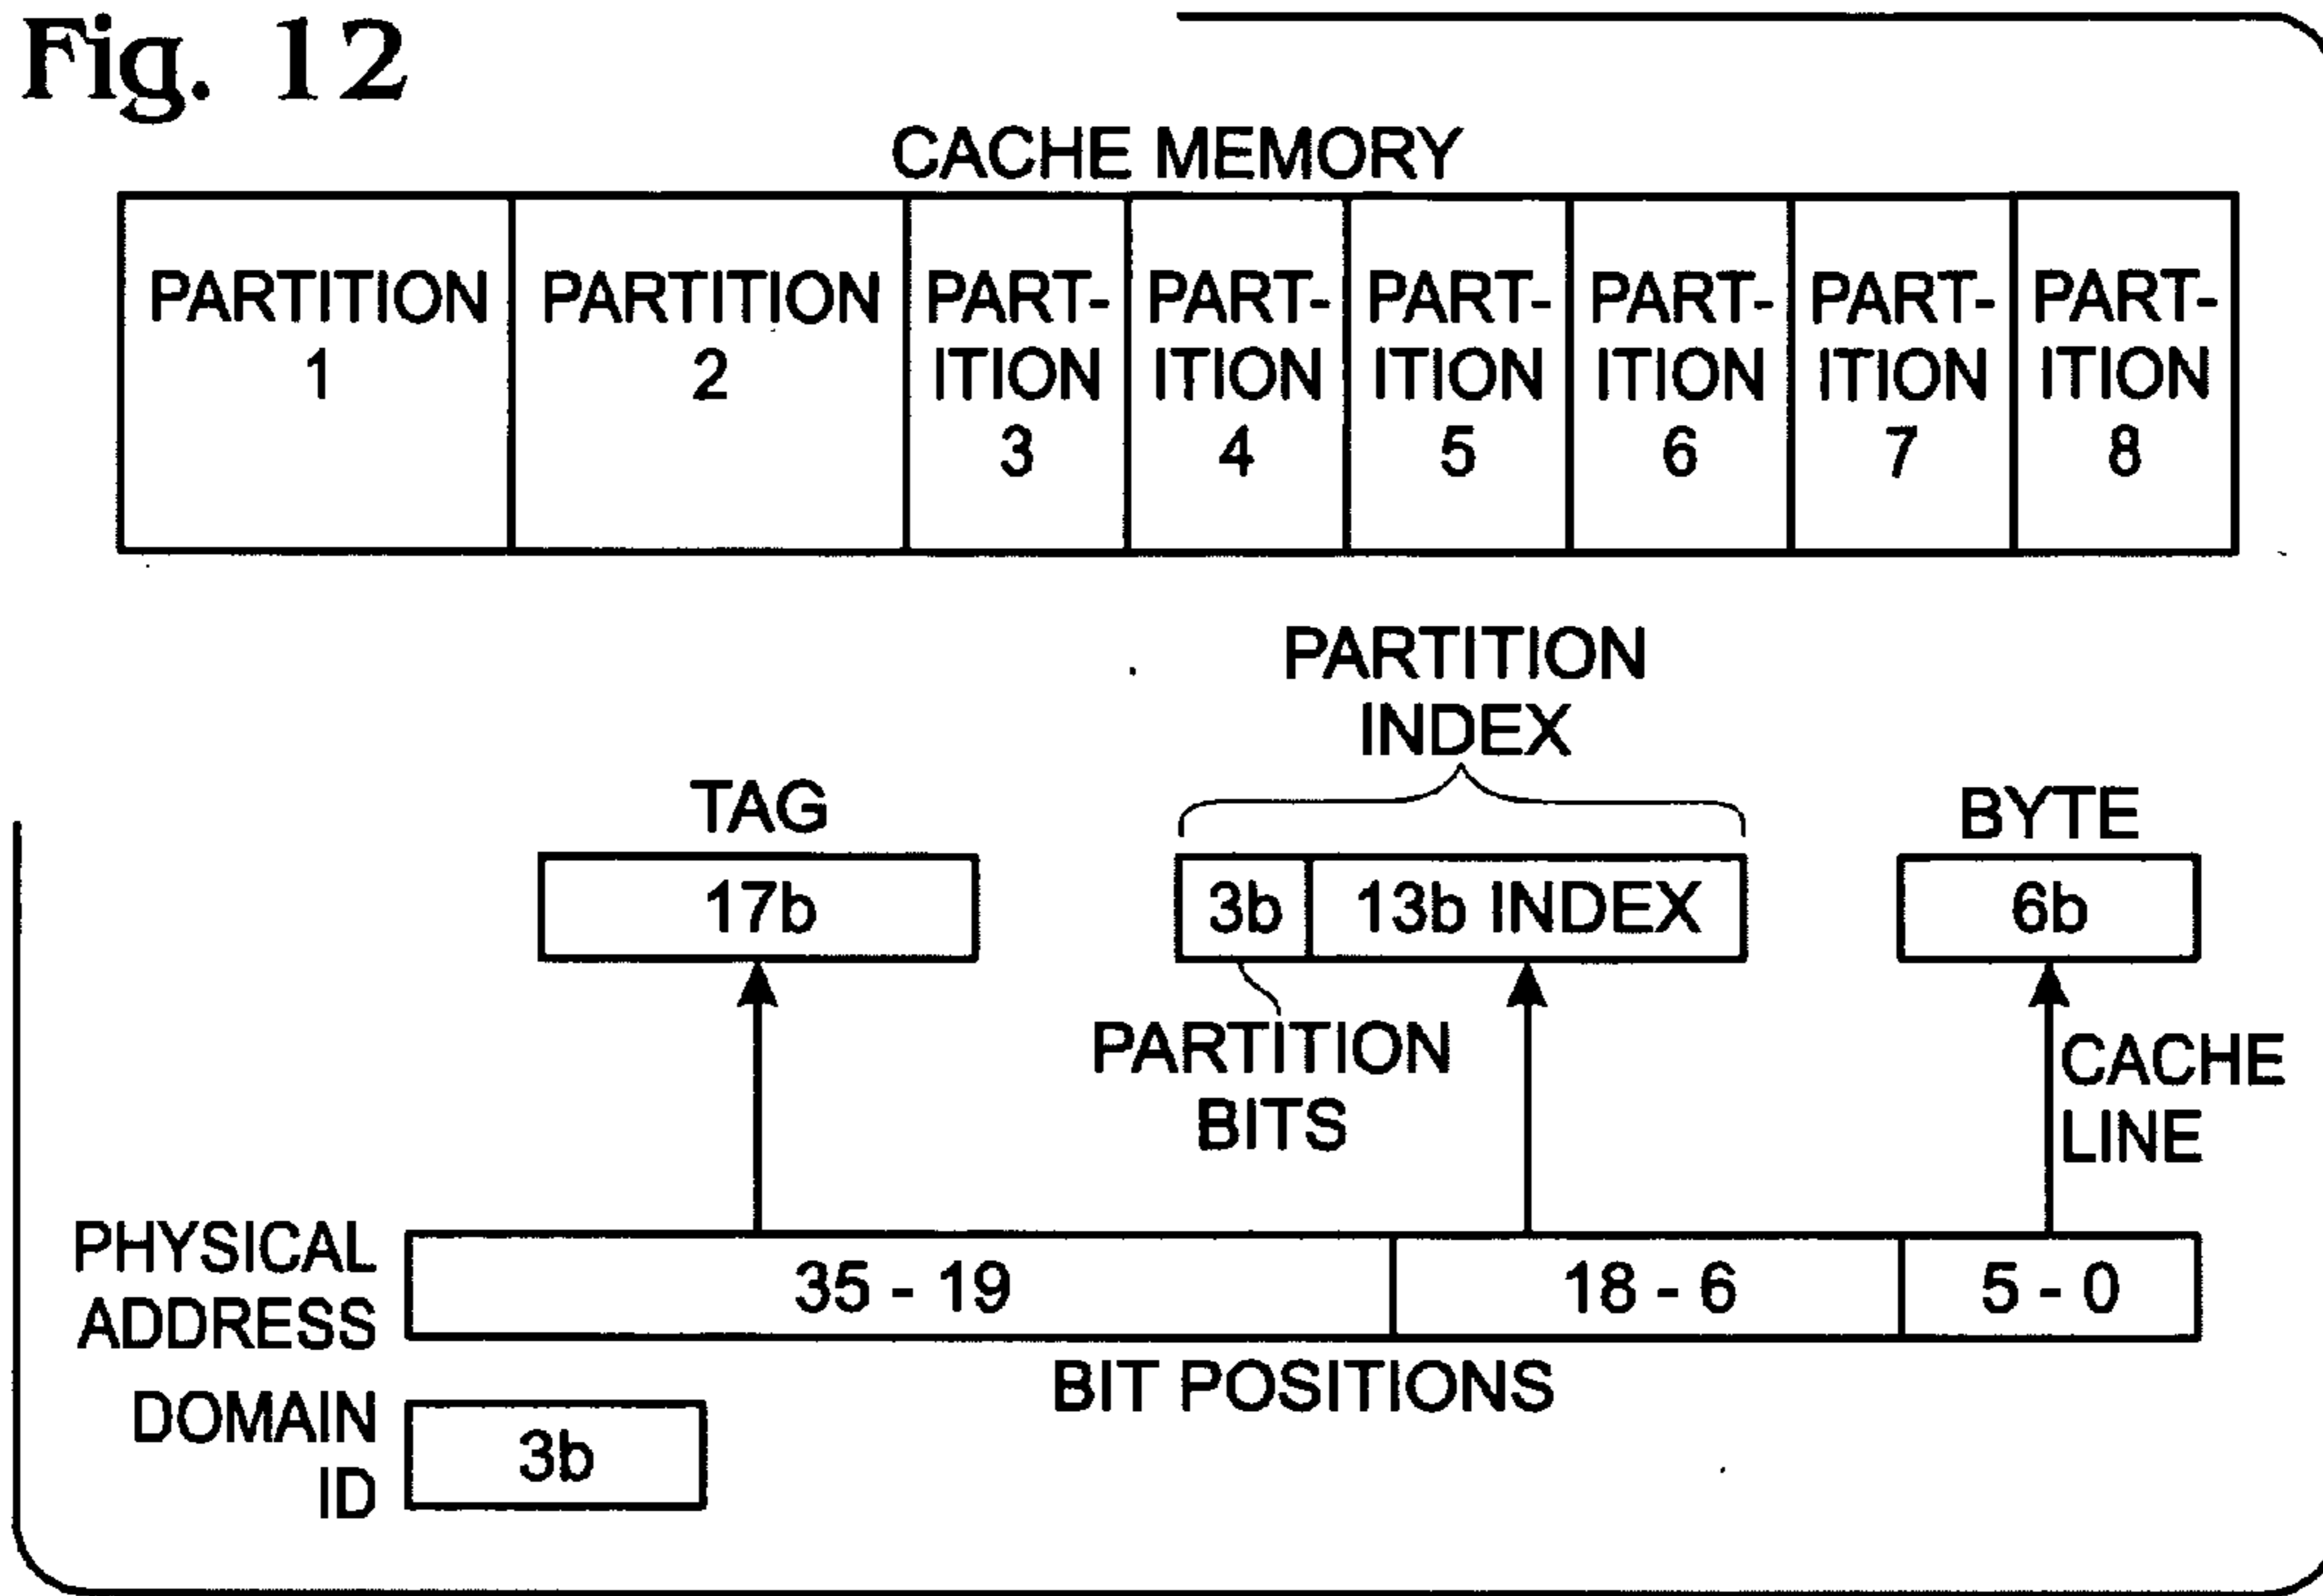 Fig. 12
CACHE MEMORY
PARTITION
1
PARTITION
2
PART-
ITION
3
PART-
ITION
4
PART-
ITION
5
PART-
ITION
6
PART-
ITION
7
PART-
ITION
8
PARTITION
INDEX
TAG
17b
3b
13b INDEX
BYTE
6b
PARTITION
BITS
CACHE
LINE
PHYSICAL
ADDRESS
35 - 19
18 - 6
5 - 0
BIT POSITIONS
DOMAIN
ID
3b